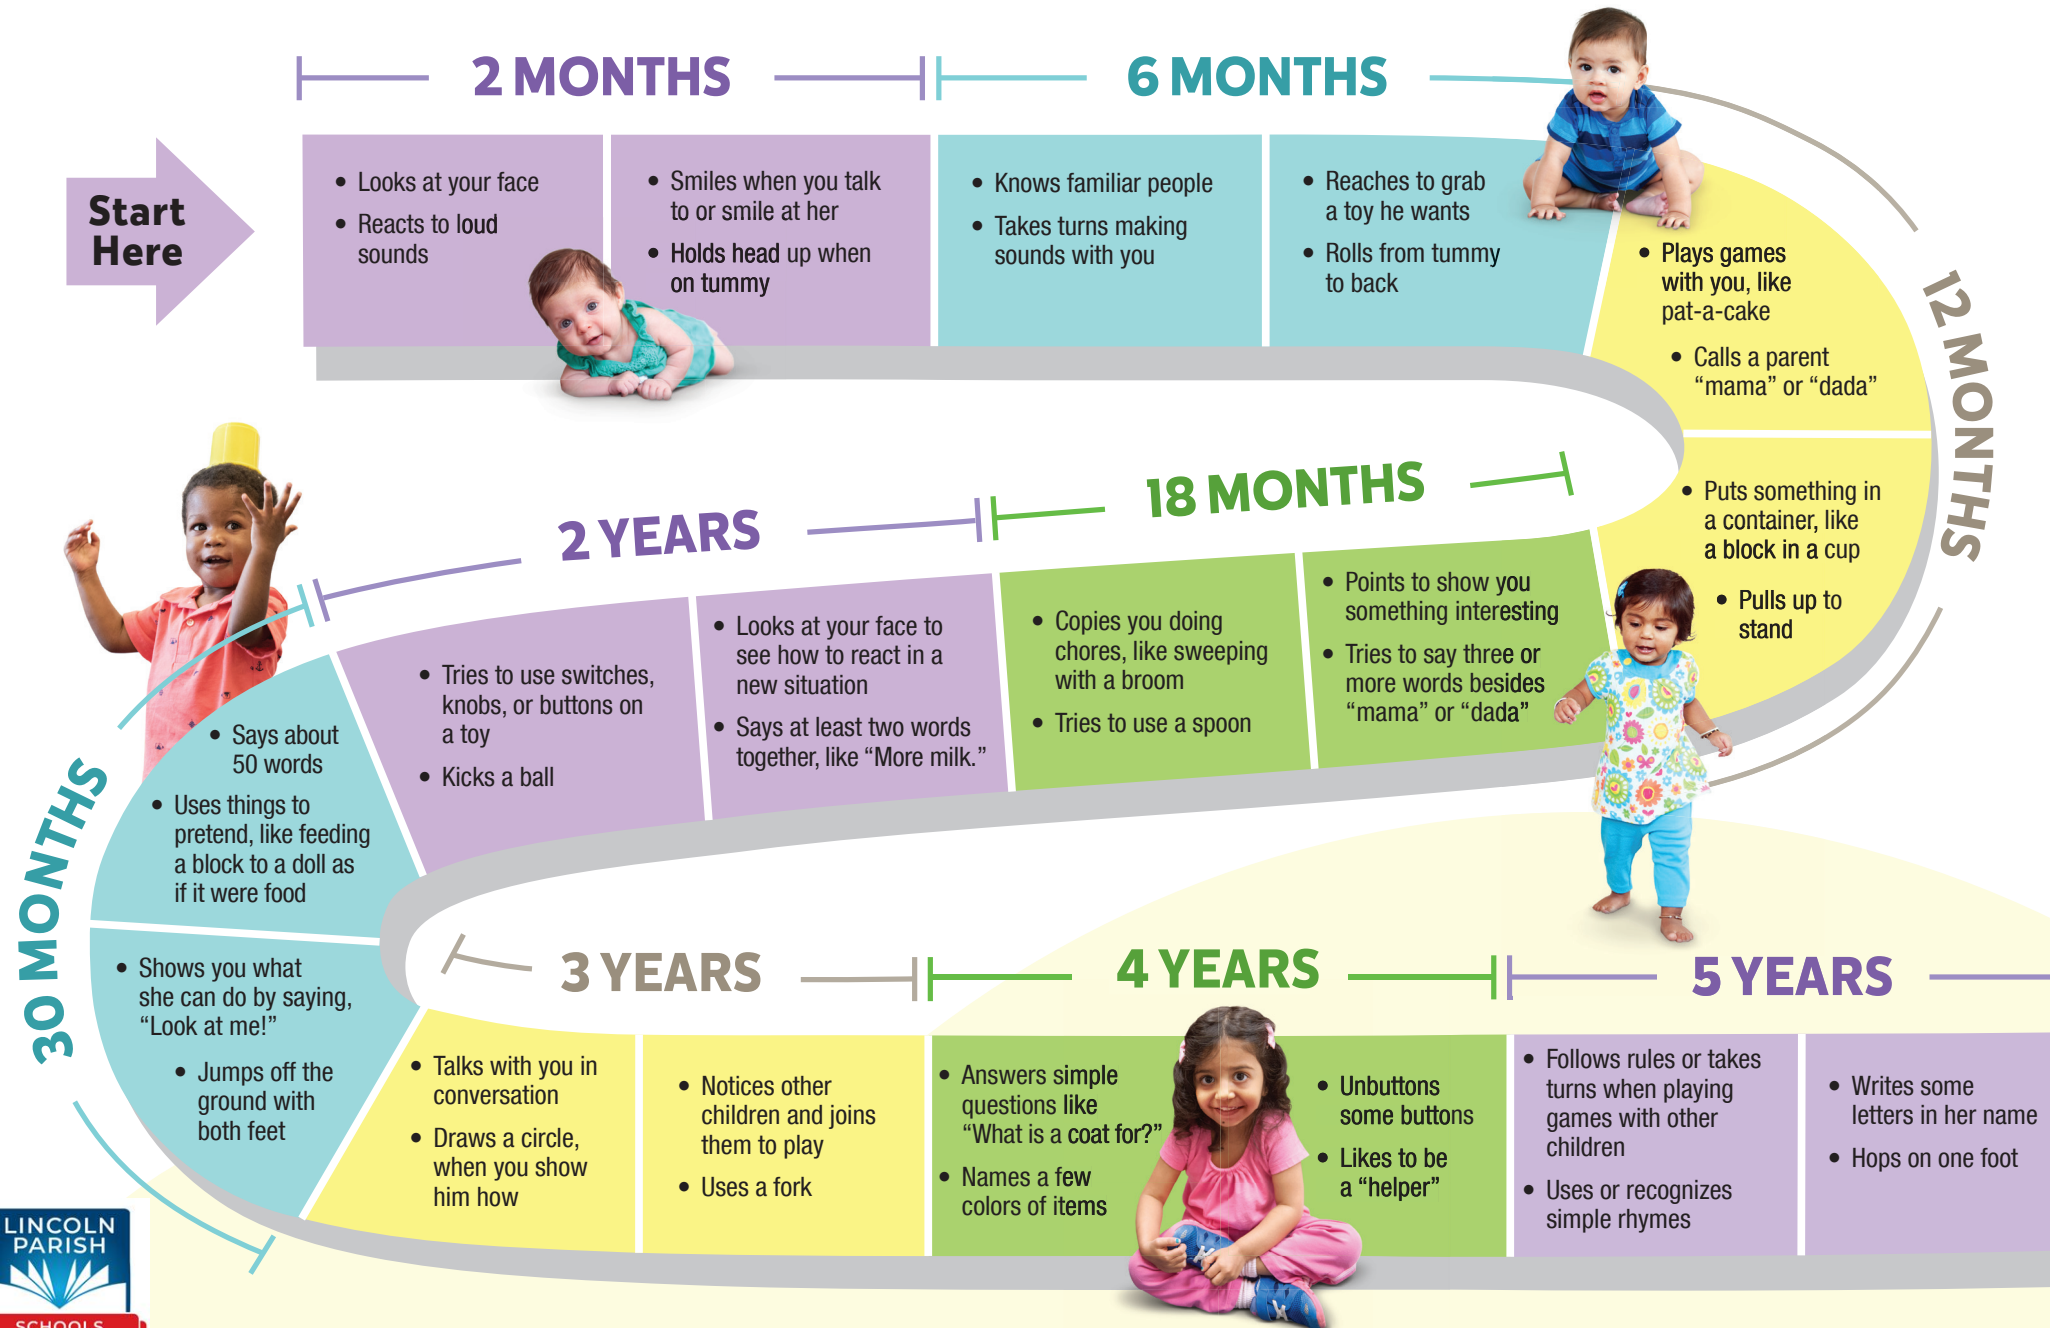 2 MONTHS
6 MONTHS
Start
Here
• Looks at your face
• Reacts to loud
sounds
• Smiles when you talk
to or smile at her
• Holds head up when
on tummy
• Knows familiar people
• Takes turns making
sounds with you
• Reaches to grab
a toy he wants
• Rolls from tummy
to back
12 MONTHS
• Plays games
with you, like
pat-a-cake
• Calls a parent
“mama” or “dada”
• Puts something in
a container, like
a block in a cup
• Pulls up to
stand
18 MONTHS
• Points to show you
something interesting
• Tries to say three or
more words besides
“mama” or “dada”
• Copies you doing
chores, like sweeping
with a broom
• Tries to use a spoon
2 YEARS
• Looks at your face to
see how to react in a
new situation
• Says at least two words
together, like “More milk.”
• Tries to use switches,
knobs, or buttons on
a toy
• Kicks a ball
30 MONTHS
• Says about
50 words
• Uses things to
pretend, like feeding
a block to a doll as
if it were food
• Shows you what
she can do by saying,
“Look at me!”
• Jumps off the
ground with
both feet
3 YEARS
• Talks with you in
conversation
• Draws a circle,
when you show
him how
• Notices other
children and joins
them to play
• Uses a fork
4 YEARS
• Answers simple
questions like
“What is a coat for?”
• Names a few
colors of items
• Unbuttons
some buttons
• Likes to be
a “helper”
5 YEARS
• Follows rules or takes
turns when playing
games with other
children
• Uses or recognizes
simple rhymes
• Writes some
letters in her name
• Hops on one foot
LINCOLN
PARISH
SCHOOLS